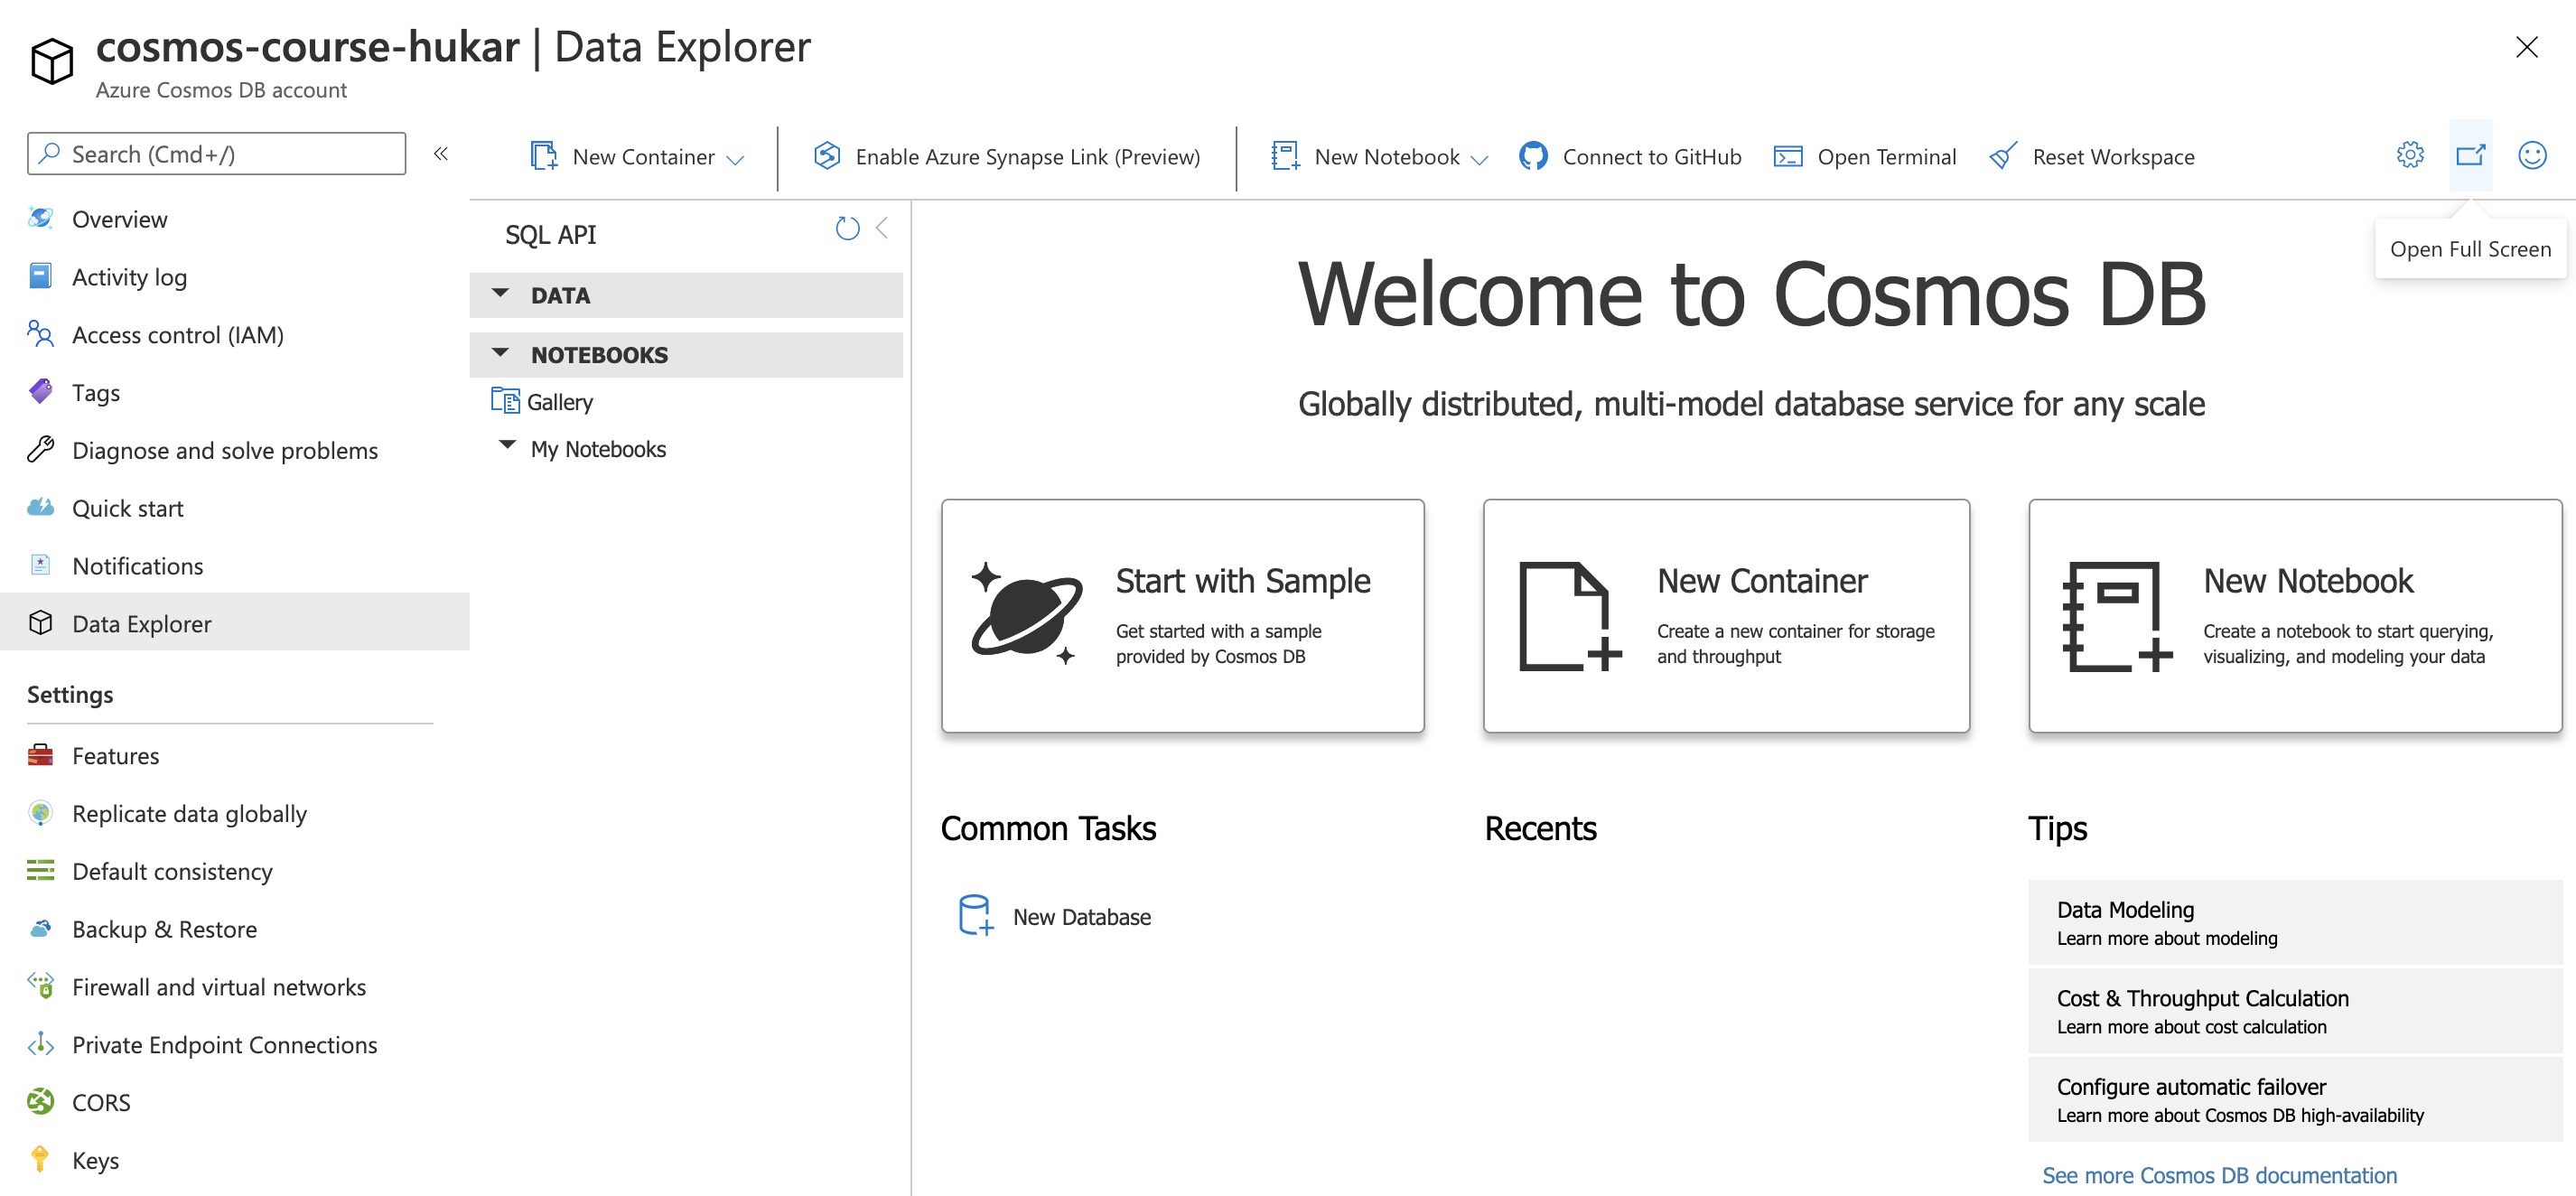 cosmos-course-hukar | Data Explorer
Azure Cosmos DB account
Search (Cmd+/)
«
New Container
Enable Azure Synapse Link (Preview)
New Notebook
Connect to GitHub
Open Terminal
Reset Workspace
Open Full Screen
Overview
Activity log
Access control (IAM)
Tags
Diagnose and solve problems
Quick start
Notifications
Data Explorer
Settings
Features
Replicate data globally
Default consistency
Backup & Restore
Firewall and virtual networks
Private Endpoint Connections
CORS
Keys
SQL API
DATA
NOTEBOOKS
Gallery
My Notebooks
Welcome to Cosmos DB
Globally distributed, multi-model database service for any scale
Start with Sample
Get started with a sample
provided by Cosmos DB
New Container
Create a new container for storage
and throughput
New Notebook
Create a notebook to start querying,
visualizing, and modeling your data
Common Tasks
New Database
Recents
Tips
Data Modeling
Learn more about modeling
Cost & Throughput Calculation
Learn more about cost calculation
Configure automatic failover
Learn more about Cosmos DB high-availability
See more Cosmos DB documentation